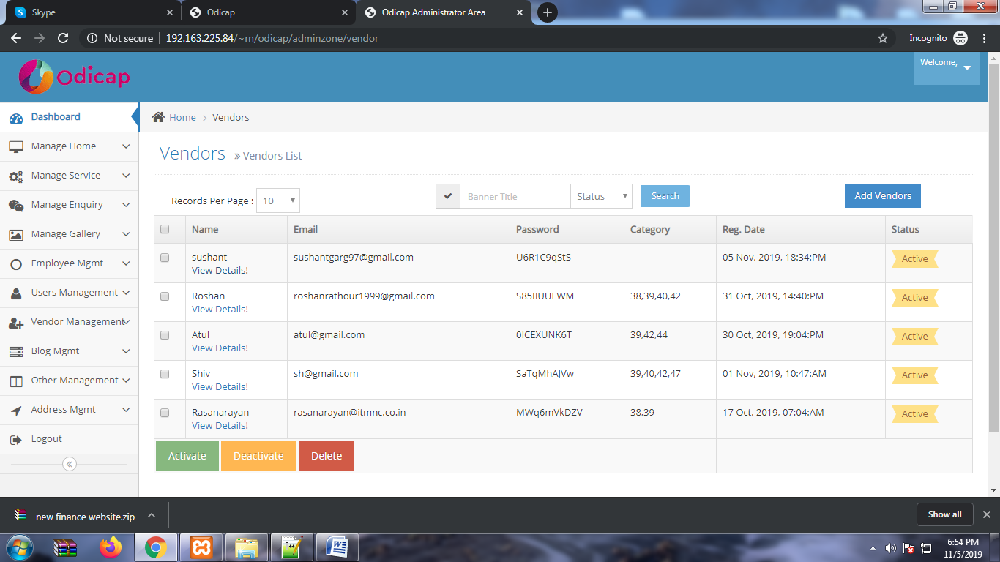 Skype
Odicap
Odicap Administrator Area
Not secure 192.163.225.84/~rn/odicap/adminzone/vendor
Incognito
Odicap
Welcome,
Dashboard
Manage Home
Manage Service
Manage Enquiry
Manage Gallery
Employee Mgmt
Users Management
Vendor Management
Blog Mgmt
Other Management
Address Mgmt
Logout
Home > Vendors
Vendors » Vendors List
Records Per Page : 10
Banner Title
Status
Search
Add Vendors
Name Email Password Category Reg. Date Status
sushant sushantgarg97@gmail.com U6R1C9qStS 05 Nov, 2019, 18:34:PM Active
View Details!
Roshan roshanrathour1999@gmail.com S85IIUUEWM 38,39,40,42 31 Oct, 2019, 14:40:PM Active
View Details!
Atul atul@gmail.com 0ICEXUNK6T 39,42,44 30 Oct, 2019, 19:04:PM Active
View Details!
Shiv sh@gmail.com SaTqMhAJVw 39,40,42,47 01 Nov, 2019, 10:47:AM Active
View Details!
Rasanarayan rasanarayan@itmnc.co.in MWq6mVkDZV 38,39 17 Oct, 2019, 07:04:AM Active
View Details!
Activate Deactivate Delete
new finance website.zip
Show all
6:54 PM
11/5/2019